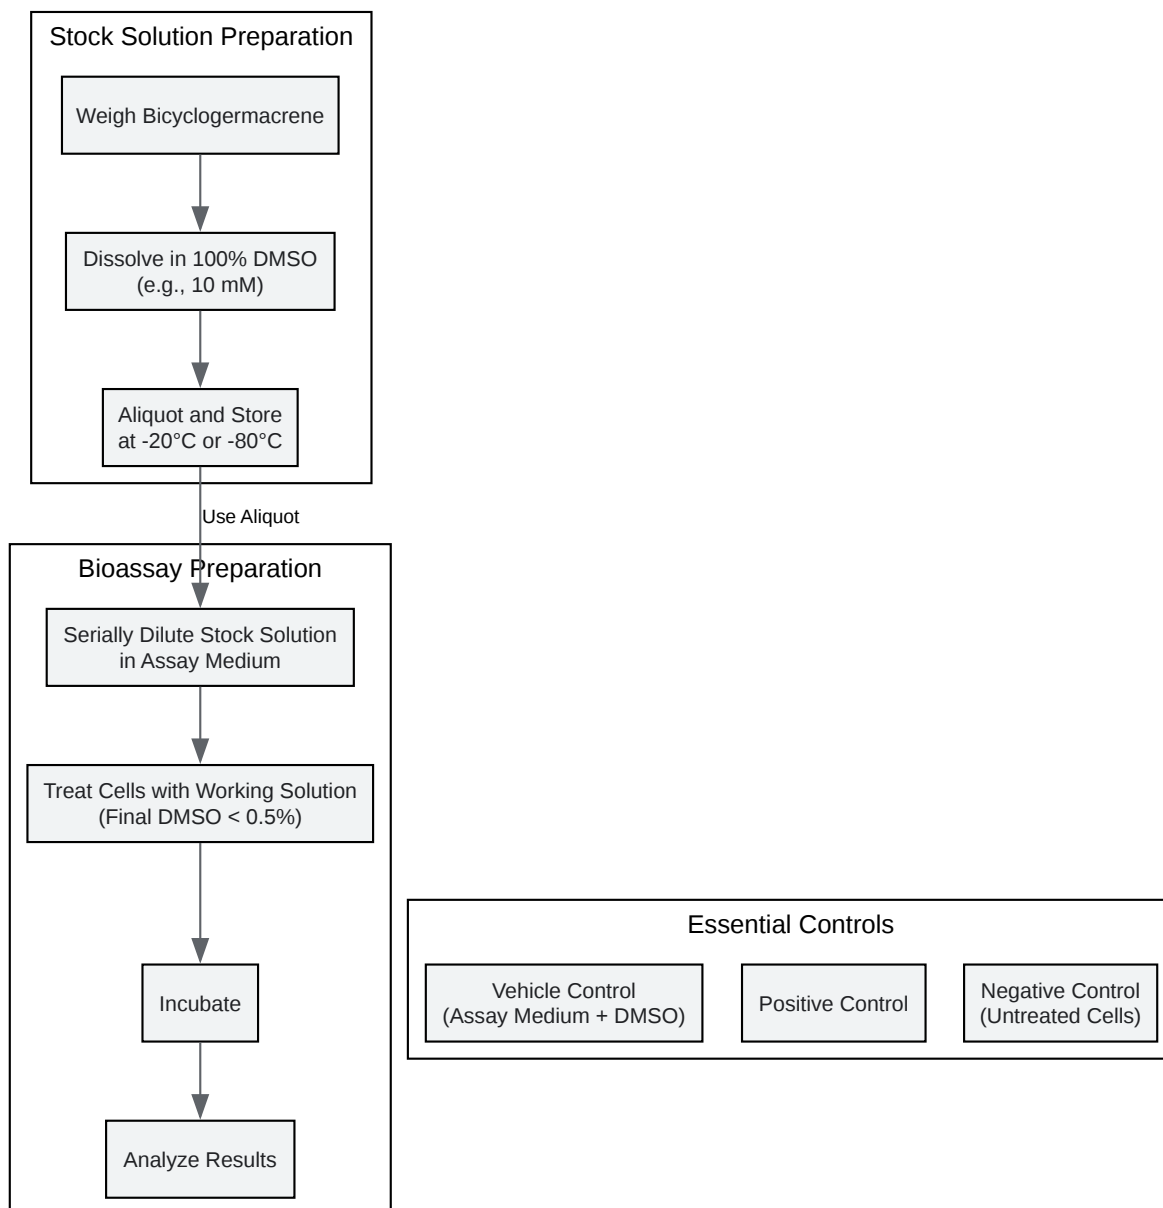 Stock Solution Preparation
Weigh Bicyclogermacrene
Dissolve in 100% DMSO
(e.g., 10 mM)
Aliquot and Store
at -20°C or -80°C
Use Aliquot
Bioassay Preparation
Serially Dilute Stock Solution
in Assay Medium
Treat Cells with Working Solution
(Final DMSO < 0.5%)
Incubate
Analyze Results
Essential Controls
Vehicle Control
(Assay Medium + DMSO)
Positive Control
Negative Control
(Untreated Cells)